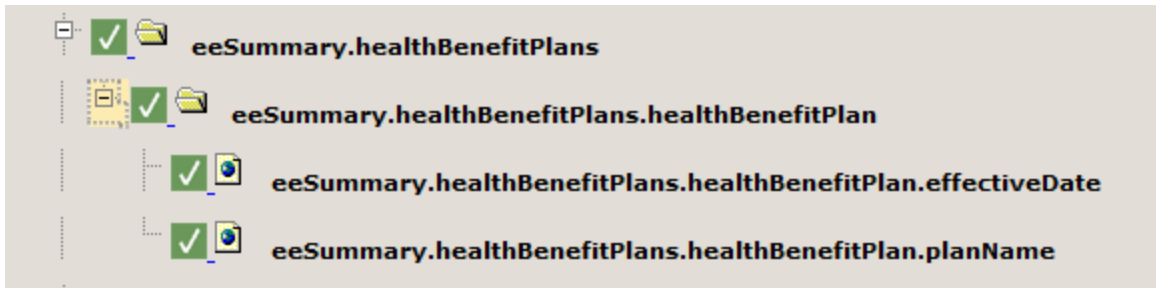 eeSummary.healthBenefitPlans
eeSummary.healthBenefitPlans.healthBenefitPlan
eeSummary.healthBenefitPlans.healthBenefitPlan.effectiveDate
eeSummary.healthBenefitPlans.healthBenefitPlan.planName